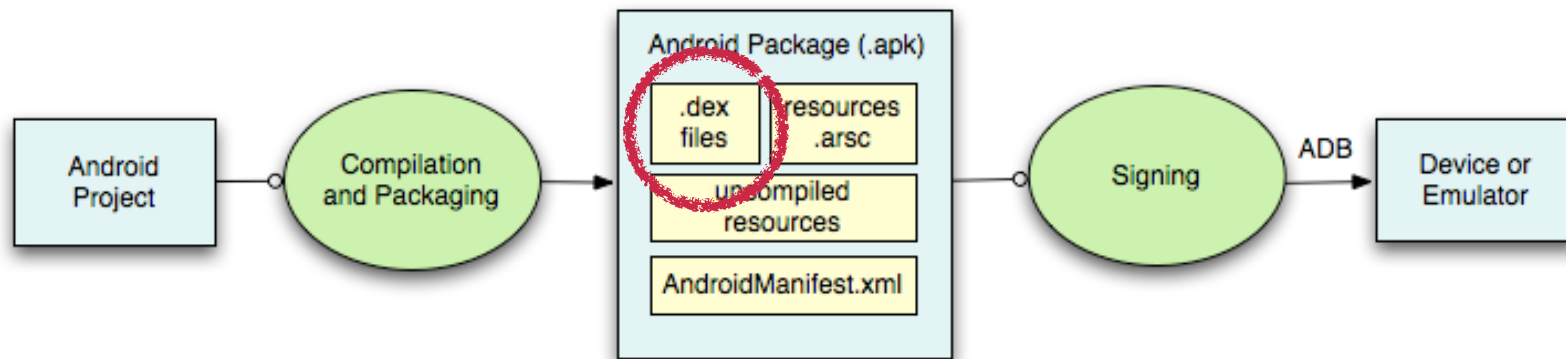 Android
Project
Compilation
and Packaging
Android Package (.apk)
.dex
files
resources
.arsc
uncompiled
resources
AndroidManifest.xml
Signing
ADB
Device or
Emulator